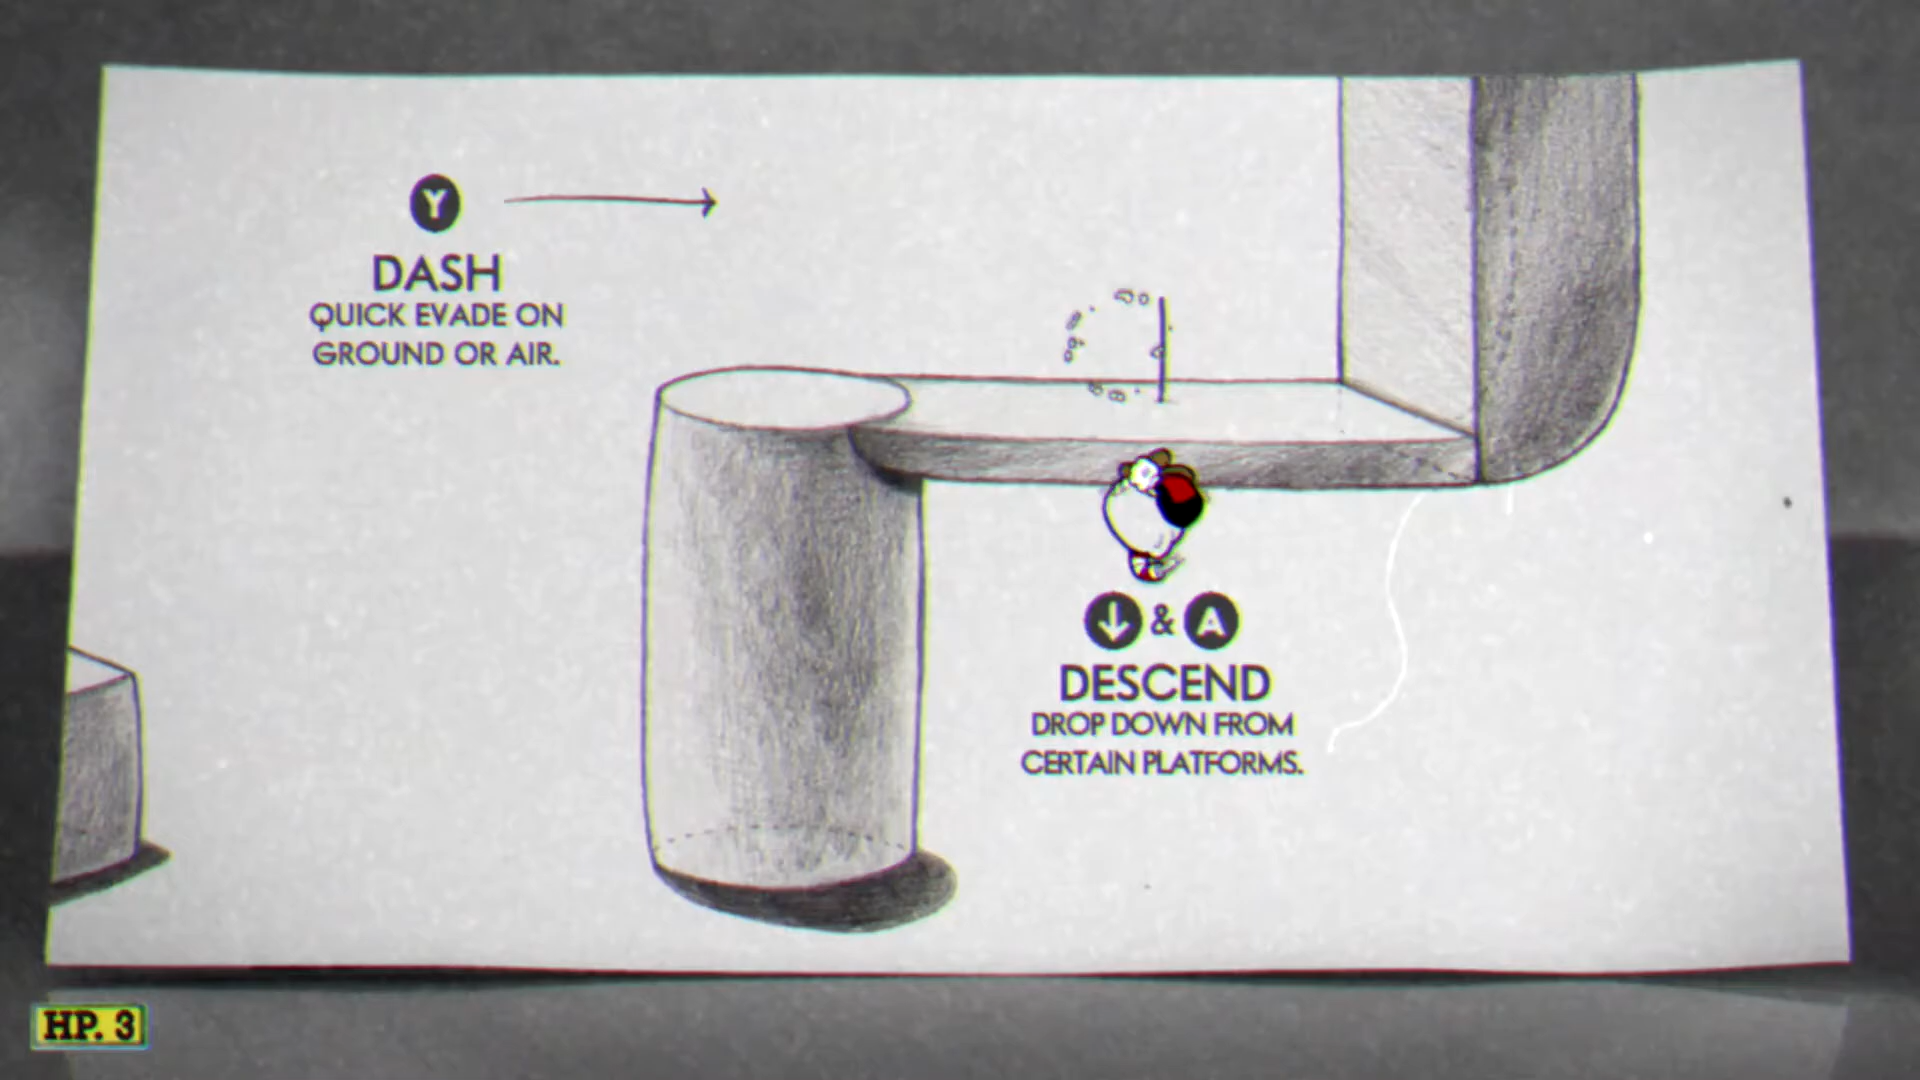 Y
DASH
QUICK EVADE ON
GROUND OR AIR.
& A
DESCEND
DROP DOWN FROM
CERTAIN PLATFORMS.
HP. 3